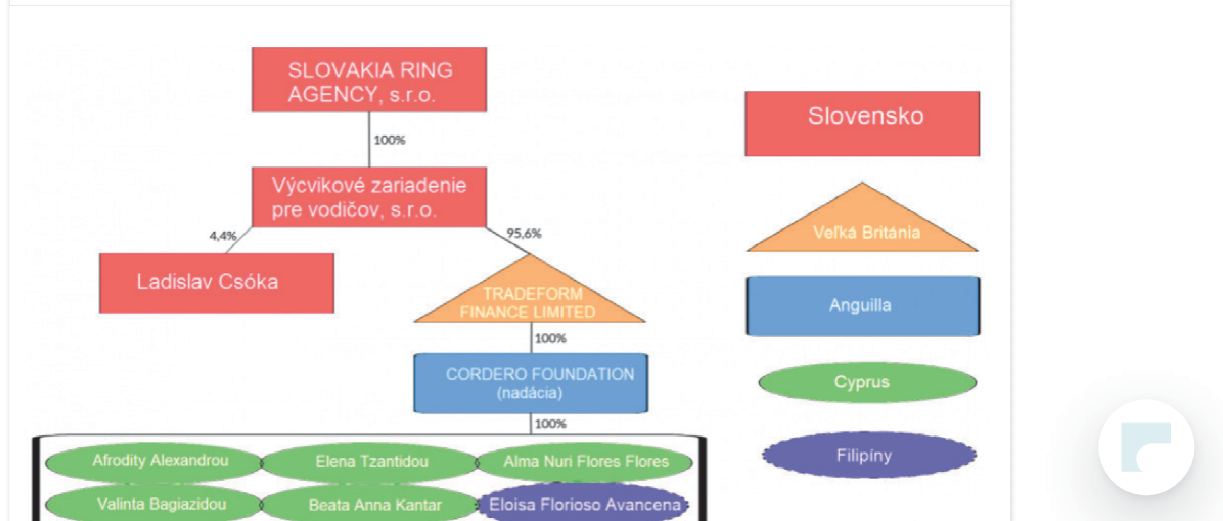 SLOVAKIA RING
AGENCY, s.r.o.
100%
Výcvikové zariadenie
pre vodičov, s.r.o.
4,4%
95,6%
Ladislav Csóka
TRADEFORM
FINANCE LIMITED
100%
CORDERO FOUNDATION
(nadácia)
100%
Afrodity Alexandrou
Elena Tzantidou
Alma Nuri Flores Flores
Valinta Bagiazidou
Beata Anna Kantar
Eloisa Florioso Avancena
Slovensko
Veľká Británia
Anguilla
Cyprus
Filipíny